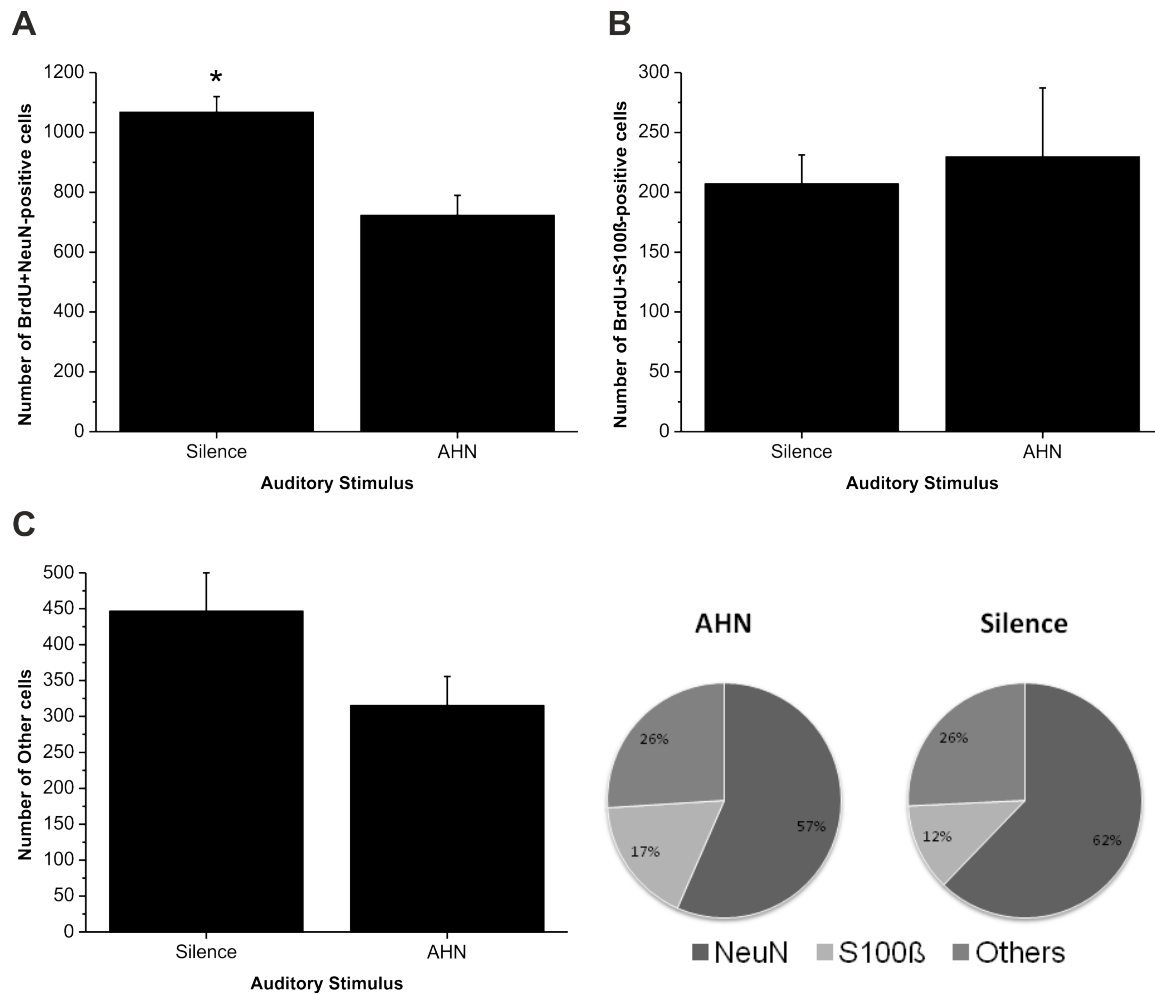 A
Number of BrdU+NeuN-positive cells
1200
1000
800
600
400
200
0
*
Silence
AHN
Auditory Stimulus
B
Number of BrdU+S100ß-positive cells
300
250
200
150
100
50
0
Silence
AHN
Auditory Stimulus
C
Number of Other cells
500
450
400
350
300
250
200
150
100
50
0
Silence
AHN
Auditory Stimulus
AHN
26%
17%
57%
Silence
26%
12%
62%
NeuN S100ß Others